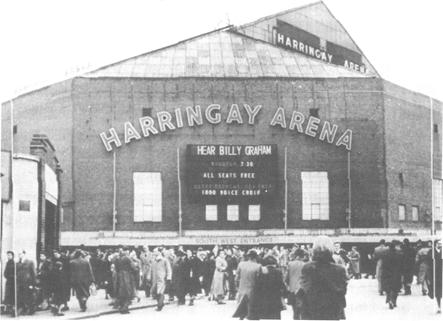 HARRINGAY ARENA
HARRINGAY ARENA
HEAR BILLY GRAHAM
7 30
ALL SEATS FREE
1000 VOICE CHOIR
SOUTH WEST ENTRANCE